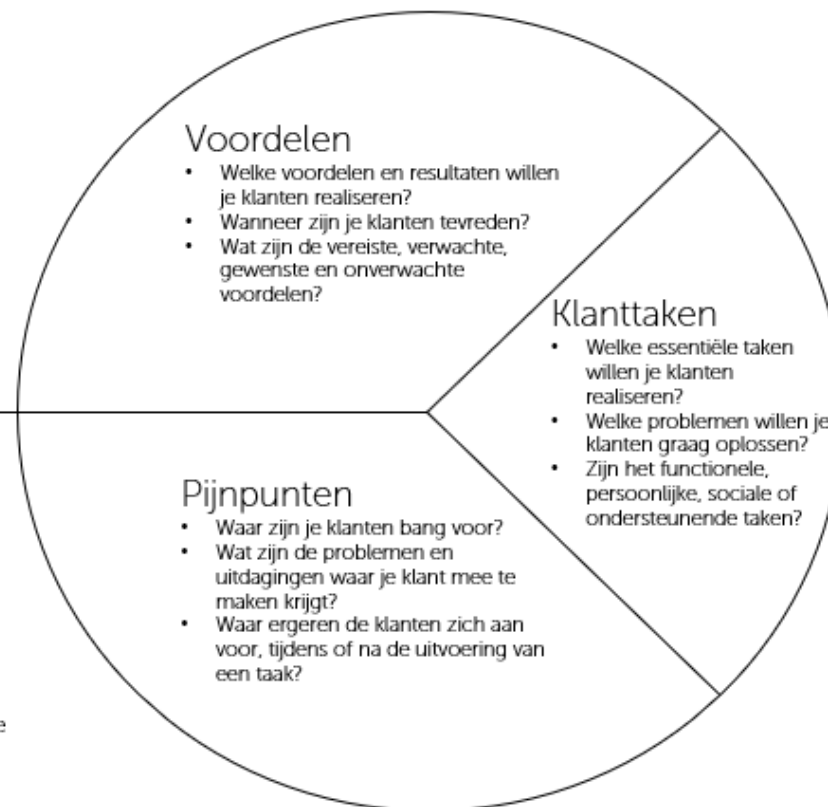 Voordelen
• Welke voordelen en resultaten willen
je klanten realiseren?
• Wanneer zijn je klanten tevreden?
• Wat zijn de vereiste, verwachte,
gewenste en onverwachte
voordelen?
Klanttaken
• Welke essentiële taken
willen je klanten
realiseren?
• Welke problemen willen je
klanten graag oplossen?
• Zijn het functionele,
persoonlijke, sociale of
ondersteunende taken?
Pijnpunten
• Waar zijn je klanten bang voor?
• Wat zijn de problemen en
uitdagingen waar je klant mee te
maken krijgt?
• Waar ergeren de klanten zich aan
voor, tijdens of na de uitvoering van
een taak?
e